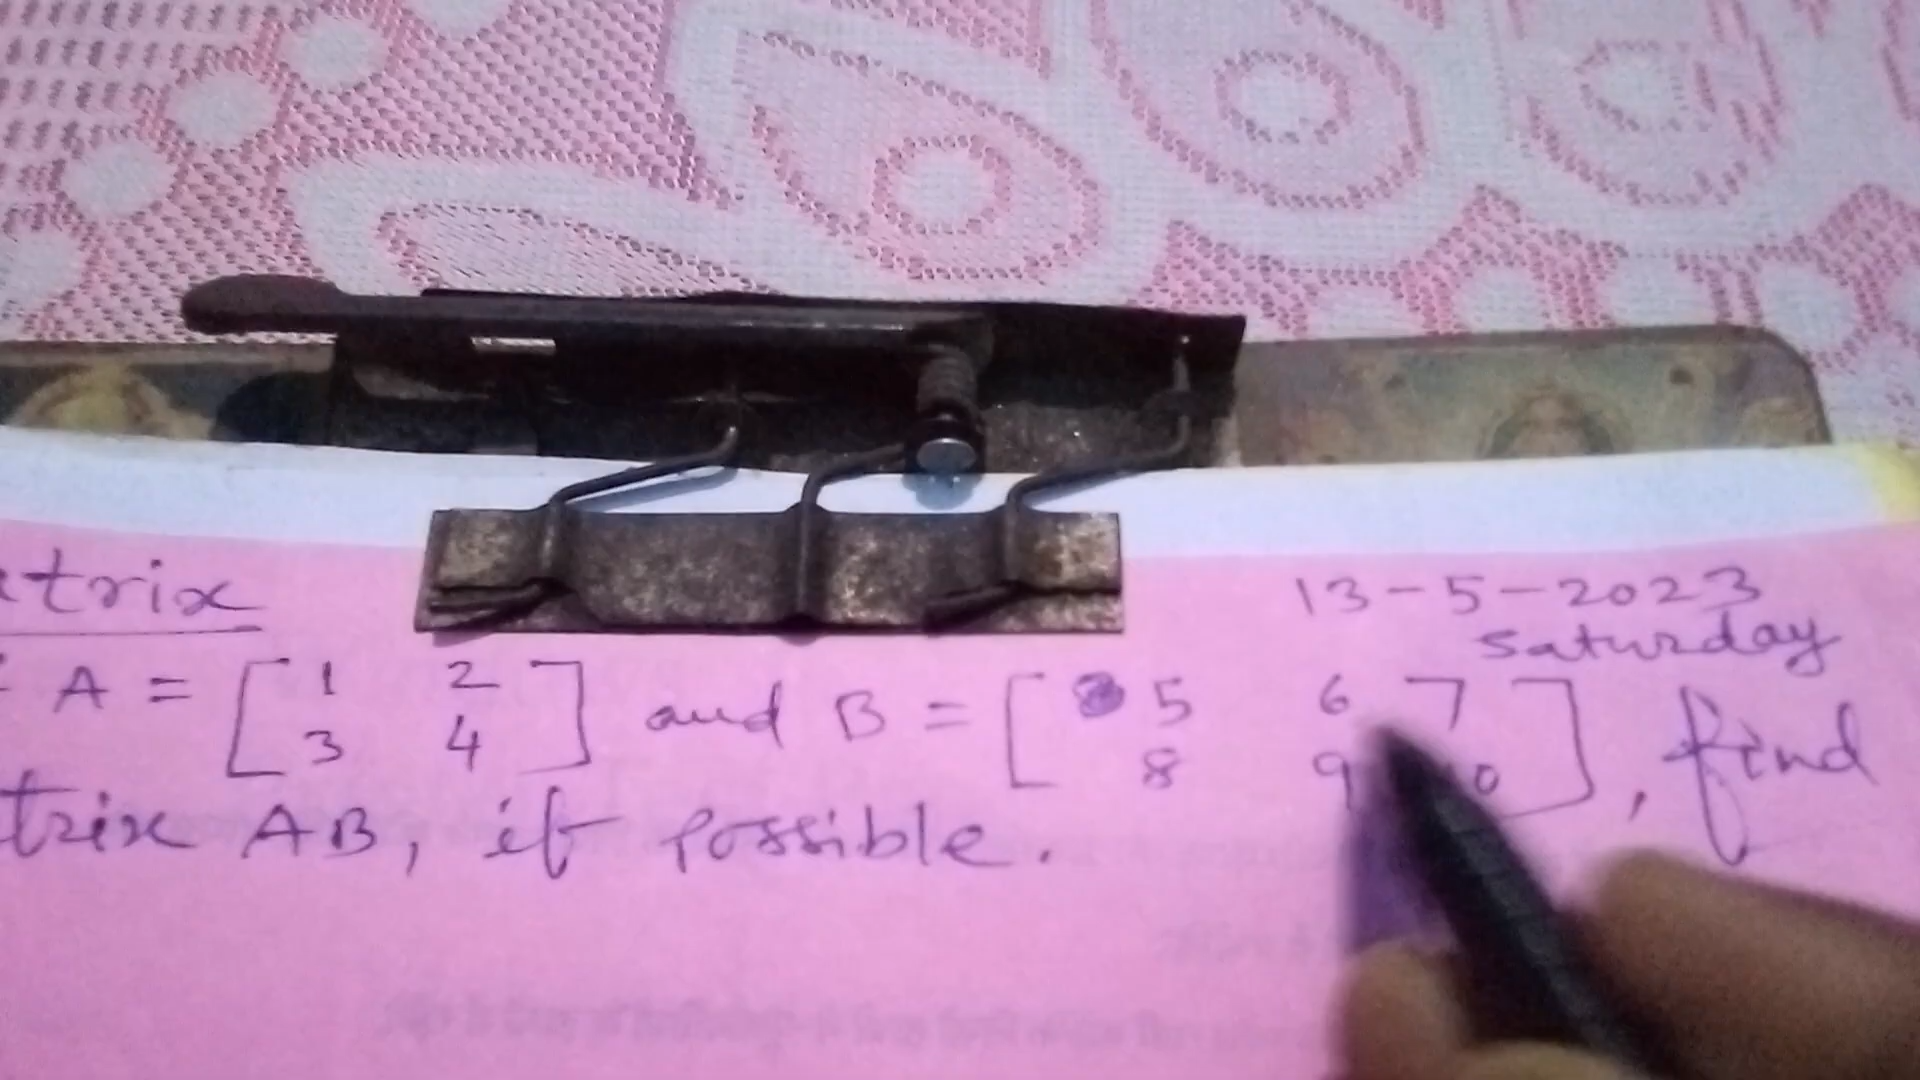 atrix
13-5-2023
Saturday
A = [1 2 3 4] and B = [5 6 7 8 9 10], find
trix AB, if possible.